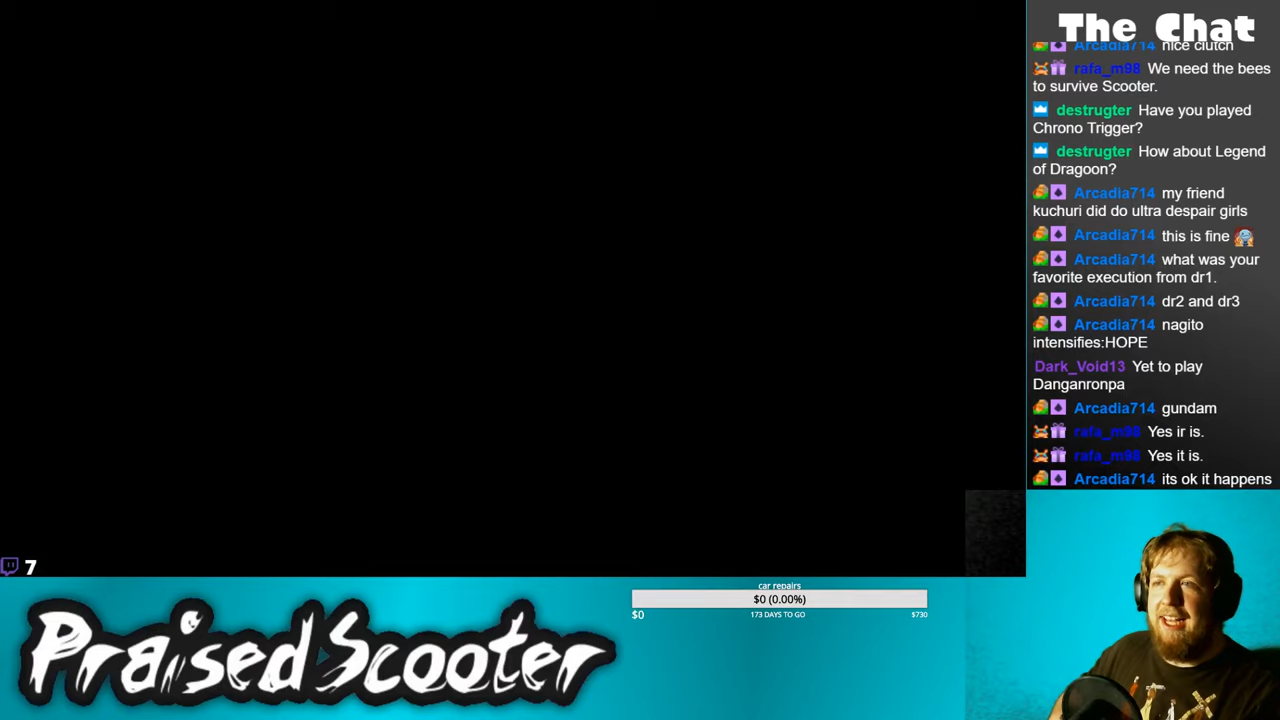 The Chat
Arcadia714 nice clutch
rafa_m98 We need the bees
to survive Scooter.
destrugter Have you played
Chrono Trigger?
destrugter How about Legend
of Dragoon?
Arcadia714 my friend
kuchuri did do ultra despair girls
Arcadia714 this is fine
Arcadia714 what was your
favorite execution from dr1.
Arcadia714 dr2 and dr3
Arcadia714 nagito
intensifies:HOPE
Dark_Void13 Yet to play
Danganronpa
Arcadia714 gundam
rafa_m98 Yes ir is.
rafa_m98 Yes it is.
Arcadia714 its ok it happens
7
car repairs
$0 (0.00%)
$0 173 DAYS TO GO $730
PraisedScooter